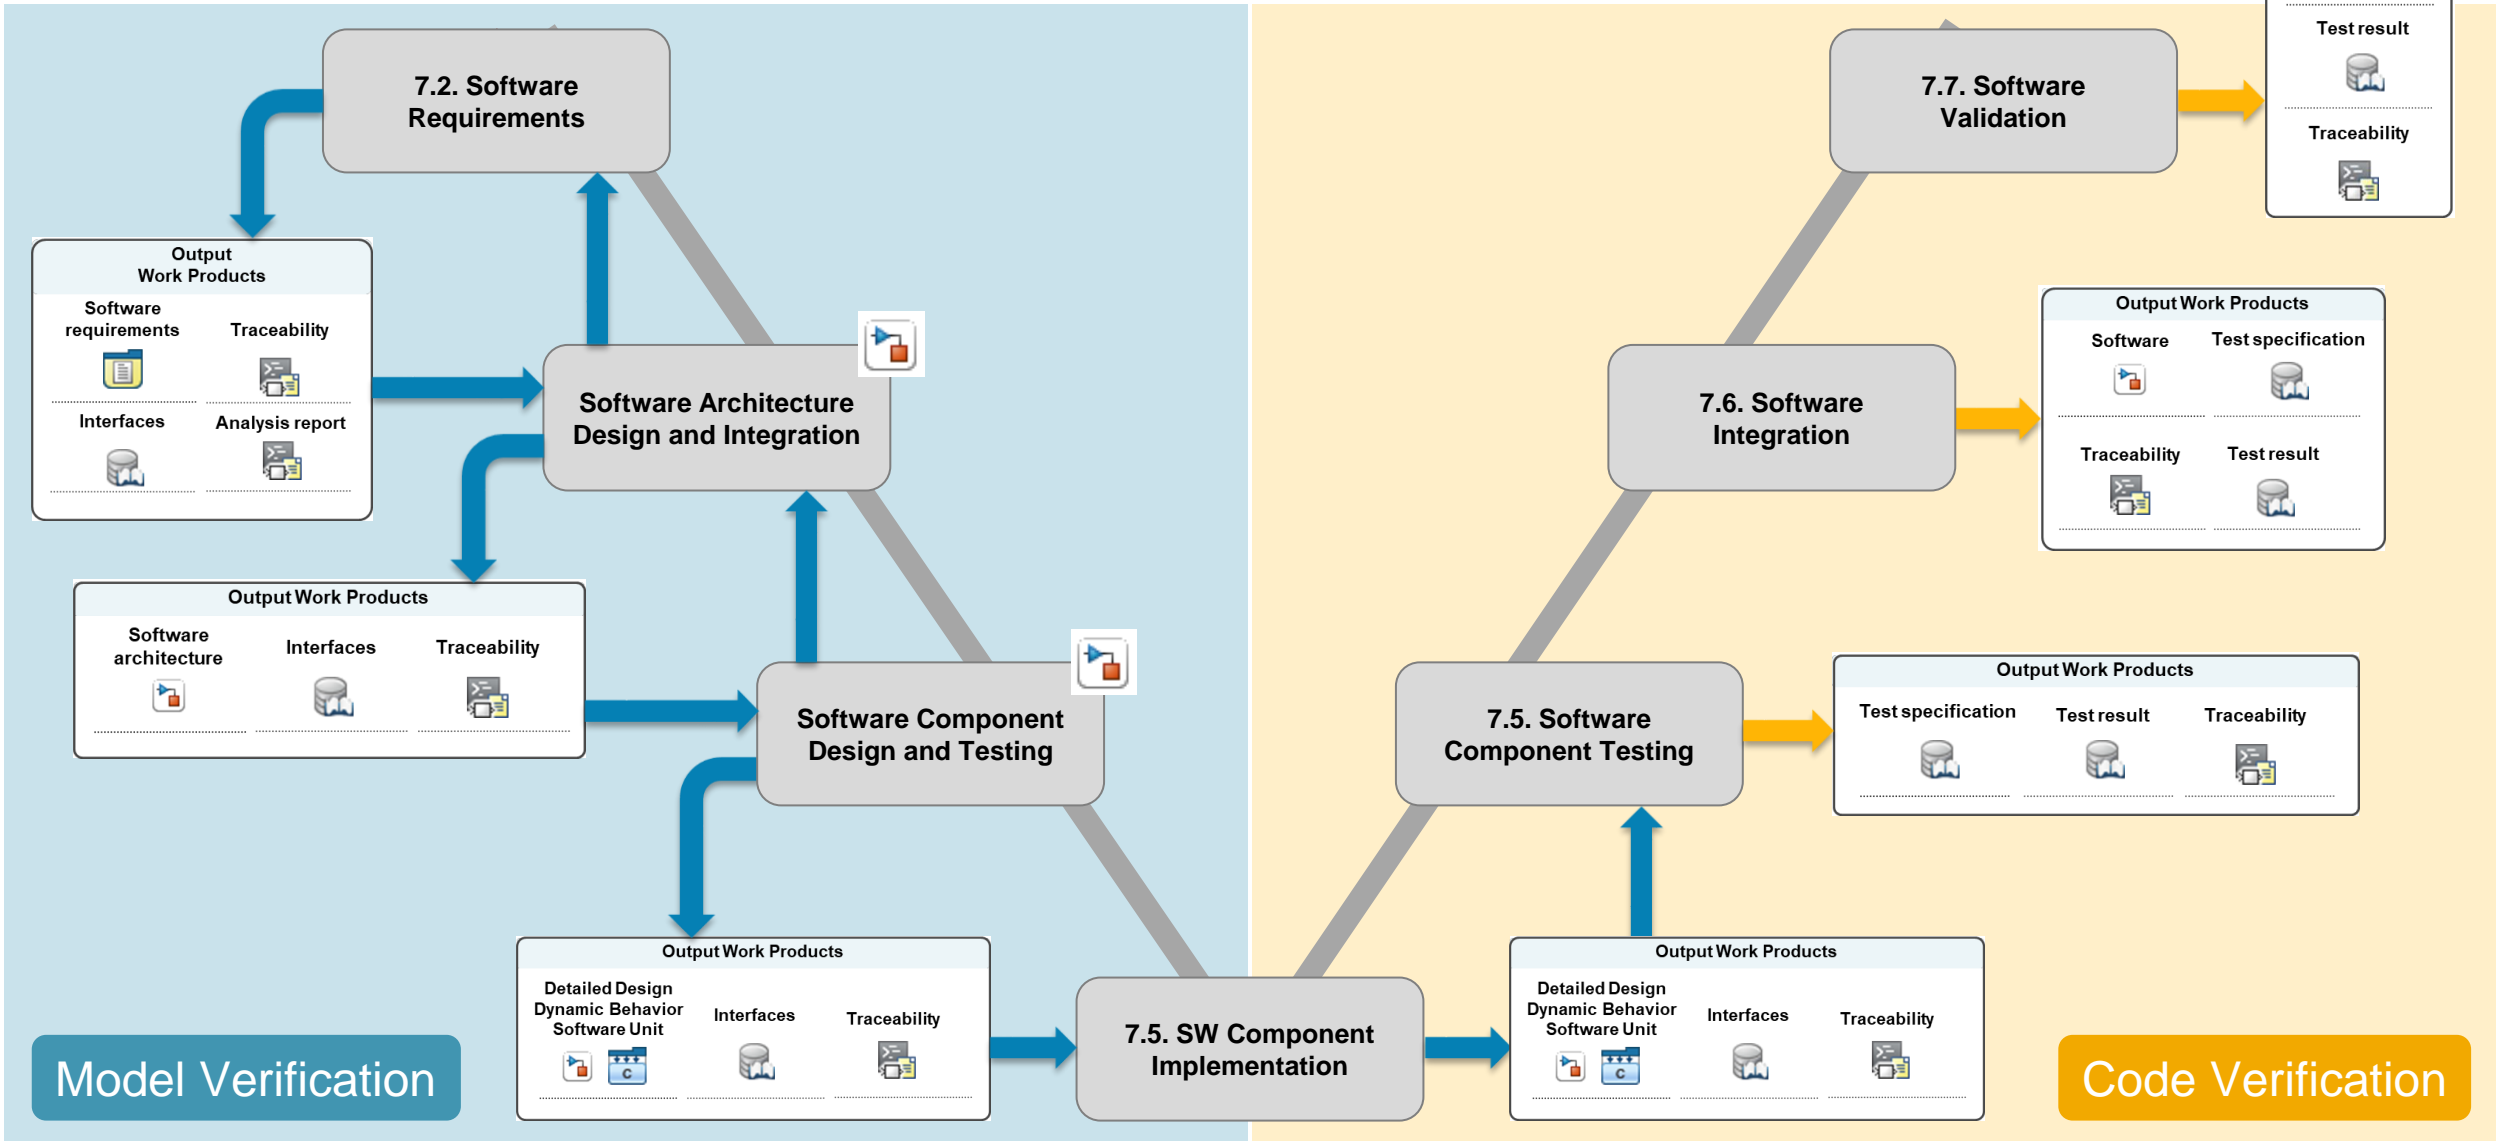 7.2. Software
Requirements
Output
Work Products
Software
requirements
Traceability
Interfaces
Analysis report
Software Architecture
Design and Integration
Output Work Products
Software
architecture
Interfaces
Traceability
Software Component
Design and Testing
Output Work Products
Detailed Design
Dynamic Behavior
Software Unit
C
Interfaces
Traceability
Model Verification
7.5. SW Component
Implementation
7.7. Software
Validation
Test result
Traceability
7.6. Software
Integration
Output Work Products
Software
Test specification
Traceability
Test result
7.5. Software
Component Testing
Output Work Products
Test specification
Test result
Traceability
Output Work Products
Detailed Design
Dynamic Behavior
Software Unit
C
Interfaces
Traceability
Code Verification